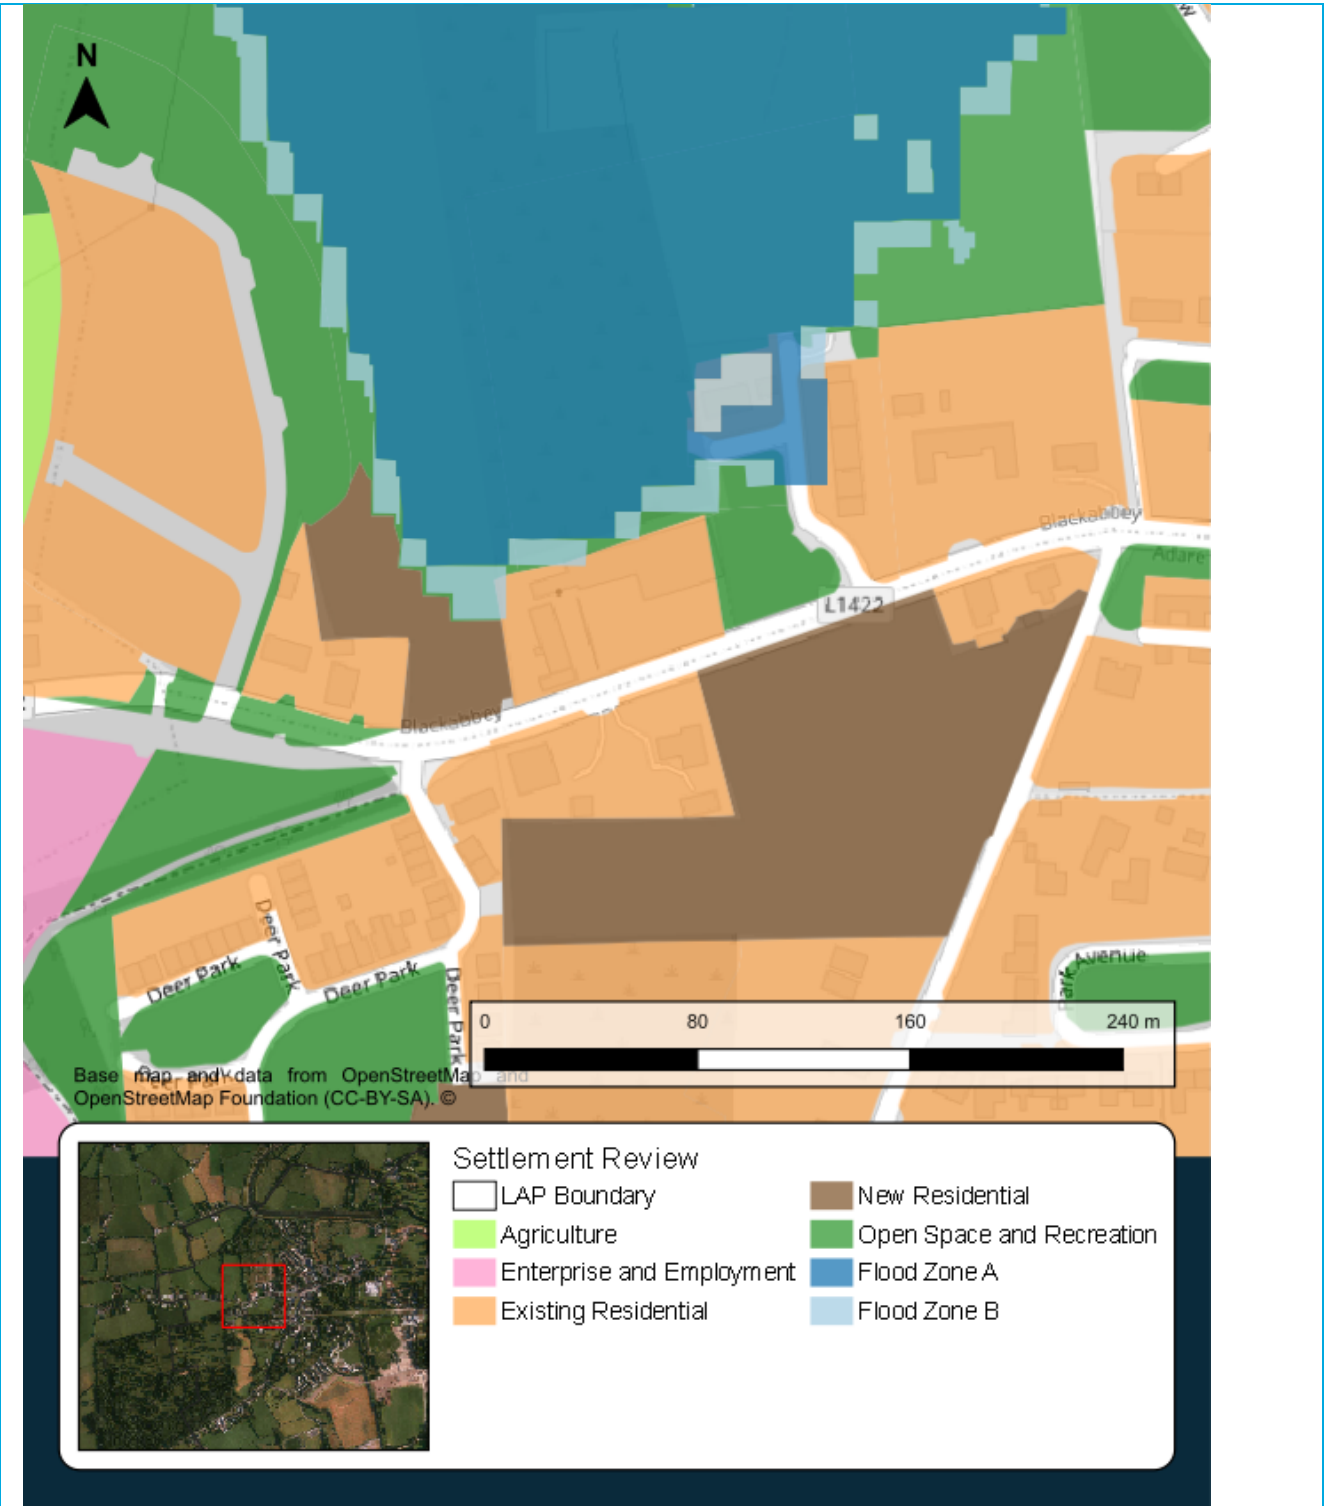 N
Blackabbey
Adare
L1422
Blackabbey
Deer Park
Deer Park
Deer Park
Deer Park
Park Avenue
0 80 160 240 m
Base map and data from OpenStreetMap and
OpenStreetMap Foundation (CC-BY-SA). ©
Settlement Review
LAP Boundary
New Residential
Agriculture
Open Space and Recreation
Enterprise and Employment
Flood Zone A
Existing Residential
Flood Zone B